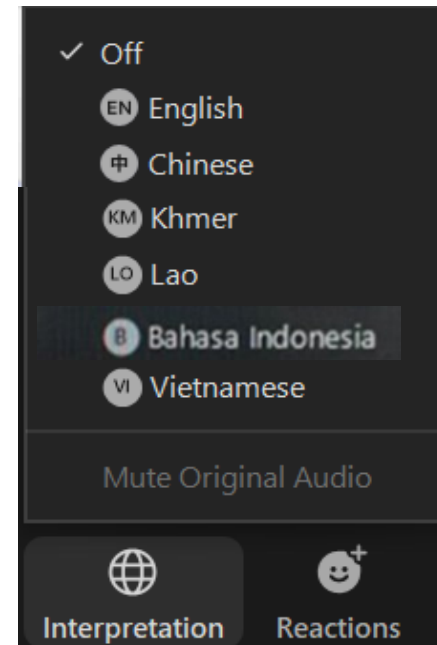 Off
EN English
中 Chinese
KM Khmer
LO Lao
B Bahasa Indonesia
VI Vietnamese
Mute Original Audio
Interpretation Reactions